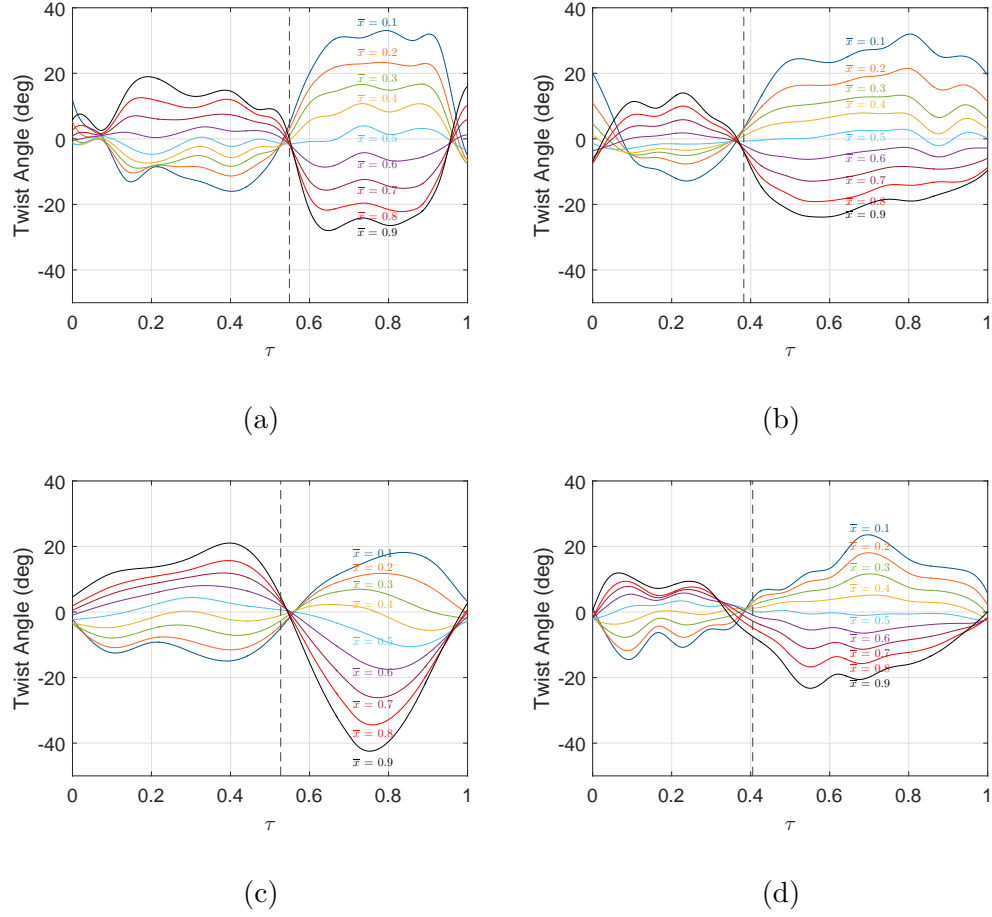 40
20
0
-20
-40
Twist Angle (deg)
x̅ = 0.1
x̅ = 0.2
x̅ = 0.3
x̅ = 0.4
x̅ = 0.5
x̅ = 0.6
x̅ = 0.7
x̅ = 0.8
x̅ = 0.9
0 0.2 0.4 0.6 0.8 1
τ
(a)
40
20
0
-20
-40
Twist Angle (deg)
x̅ = 0.1
x̅ = 0.2
x̅ = 0.3
x̅ = 0.4
x̅ = 0.5
x̅ = 0.6
x̅ = 0.7
x̅ = 0.8
x̅ = 0.9
0 0.2 0.4 0.6 0.8 1
τ
(b)
40
20
0
-20
-40
Twist Angle (deg)
x̅ = 0.1
x̅ = 0.2
x̅ = 0.3
x̅ = 0.4
x̅ = 0.5
x̅ = 0.6
x̅ = 0.7
x̅ = 0.8
x̅ = 0.9
0 0.2 0.4 0.6 0.8 1
τ
(c)
40
20
0
-20
-40
Twist Angle (deg)
x̅ = 0.1
x̅ = 0.2
x̅ = 0.3
x̅ = 0.4
x̅ = 0.5
x̅ = 0.6
x̅ = 0.7
x̅ = 0.8
x̅ = 0.9
0 0.2 0.4 0.6 0.8 1
τ
(d)